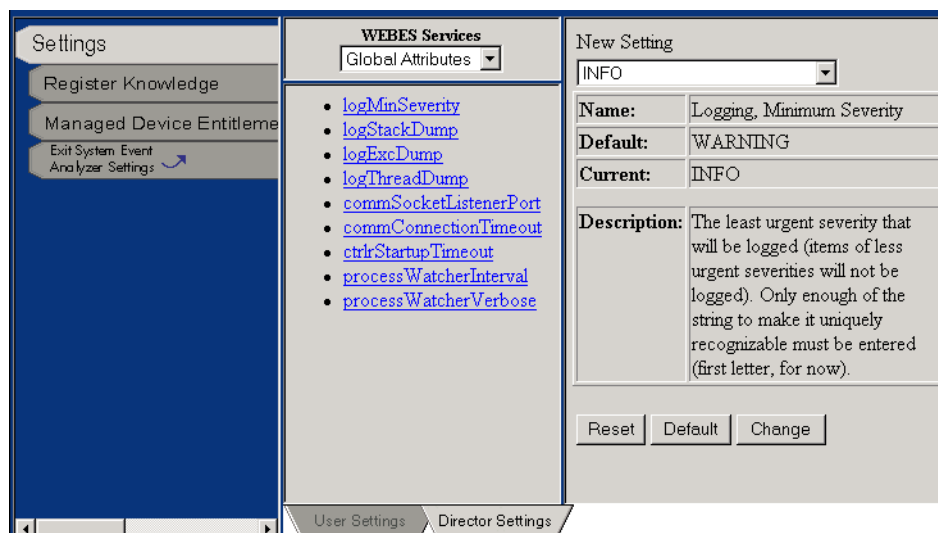 Settings
Register Knowledge
Managed Device Entitleme
Exit System Event
Analyzer Settings
WEBES Services
Global Attributes
logMinSeverity
logStackDump
logExcDump
logThreadDump
commSocketListenerPort
commConnectionTimeout
ctrlrStartupTimeout
processWatcherInterval
processWatcherVerbose
User Settings
Director Settings
New Setting
INFO
Name: Logging, Minimum Severity
Default: WARNING
Current: INFO
Description: The least urgent severity that
will be logged (items of less
urgent severities will not be
logged). Only enough of the
string to make it uniquely
recognizable must be entered
(first letter, for now).
Reset Default Change